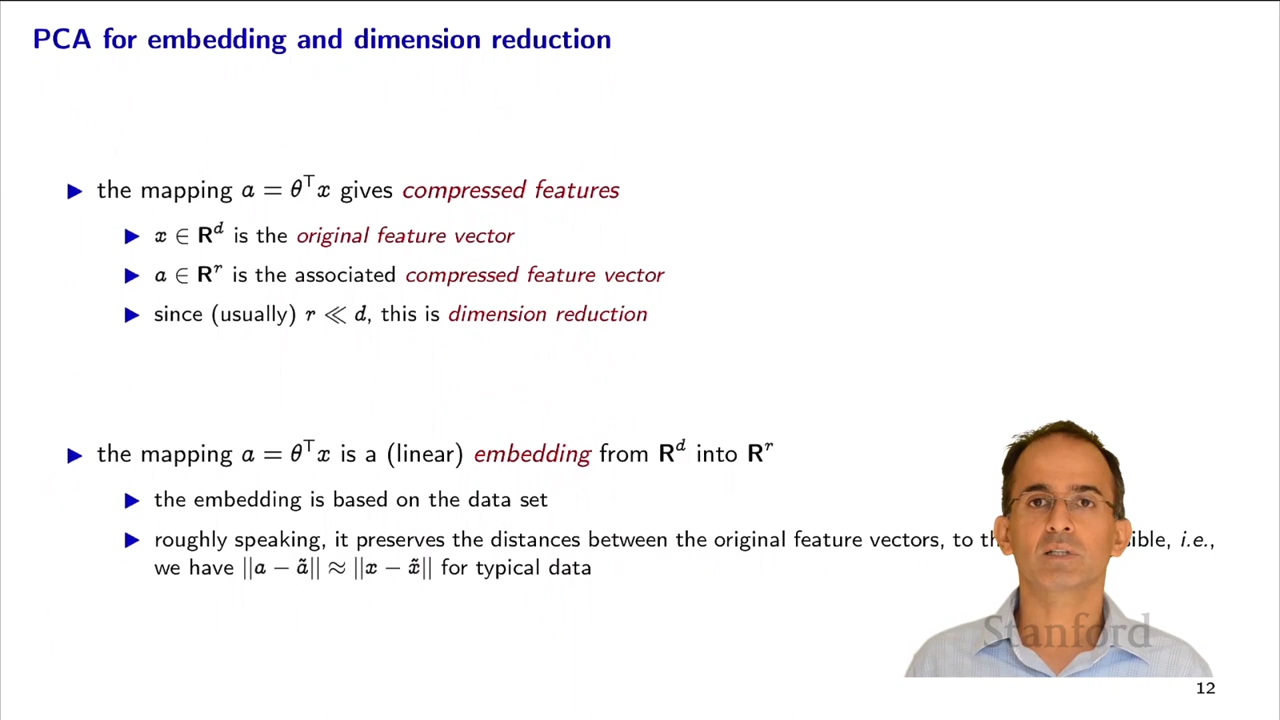 PCA for embedding and dimension reduction
▶ the mapping a = θᵀx gives compressed features
▶ x ∈ Rᵈ is the original feature vector
▶ a ∈ Rʳ is the associated compressed feature vector
▶ since (usually) r ≪ d, this is dimension reduction
▶ the mapping a = θᵀx is a (linear) embedding from Rᵈ into Rʳ
▶ the embedding is based on the data set
▶ roughly speaking, it preserves the distances between the original feature vectors, to i.e.,
we have ||a − ã|| ≈ ||x − x̃|| for typical data
Stanford
12